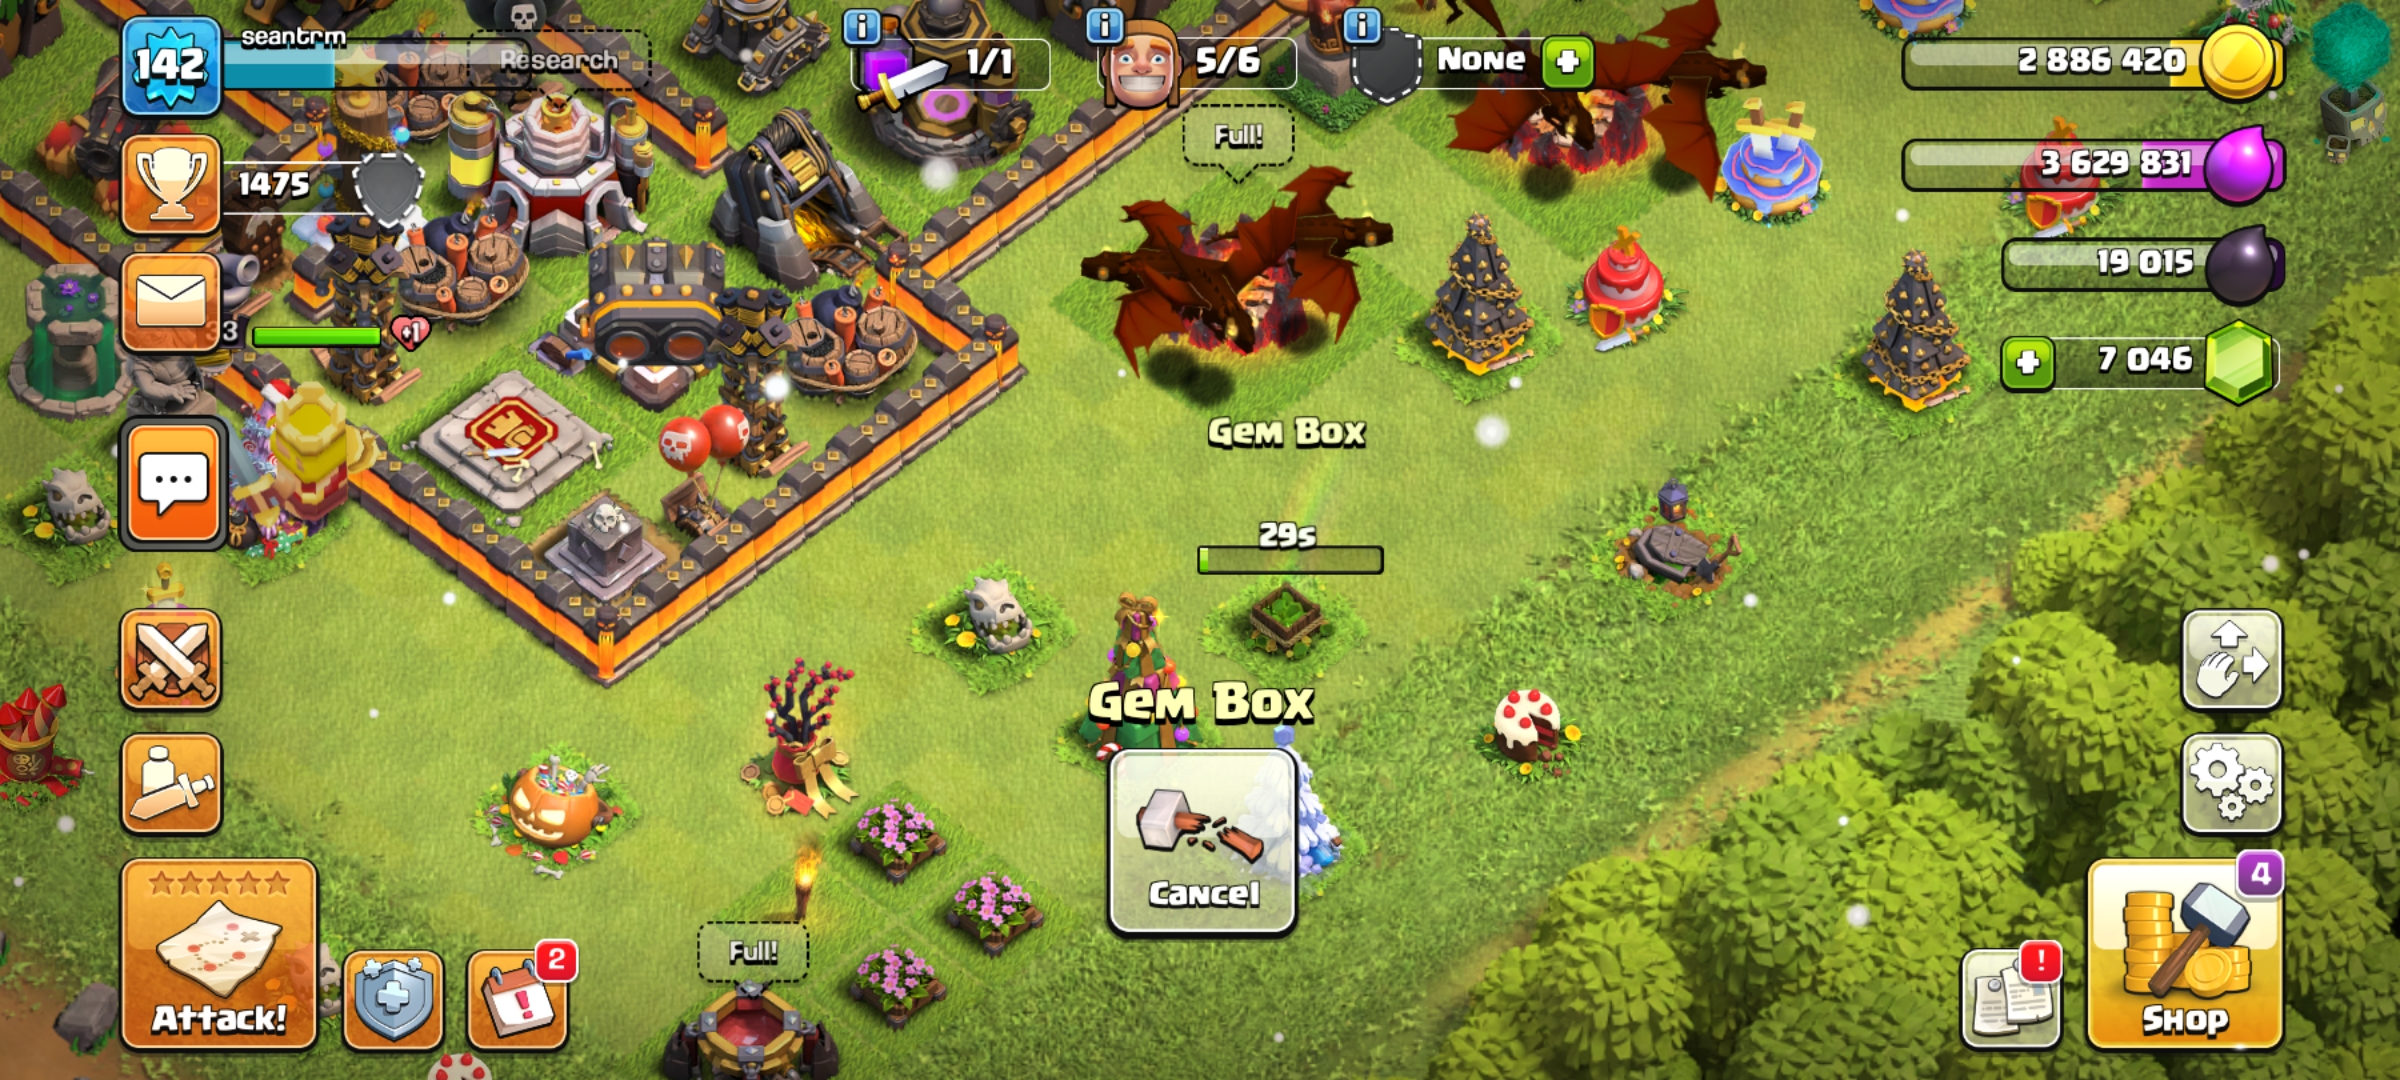 142
seantrm
Research
1/1
5/6
None
2 886 420
Full!
1475
3 629 831
19 015
33
+1
7 046
Gem Box
29s
Gem Box
Cancel
Full!
4
2
Attack!
Shop